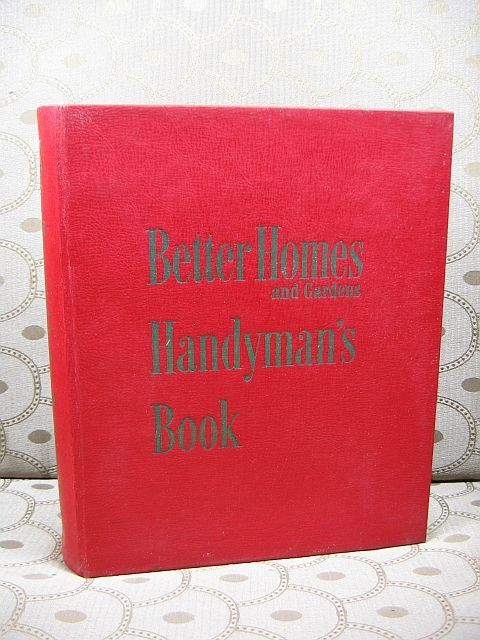 Better Homes
and Gardens
Handyman's
Book